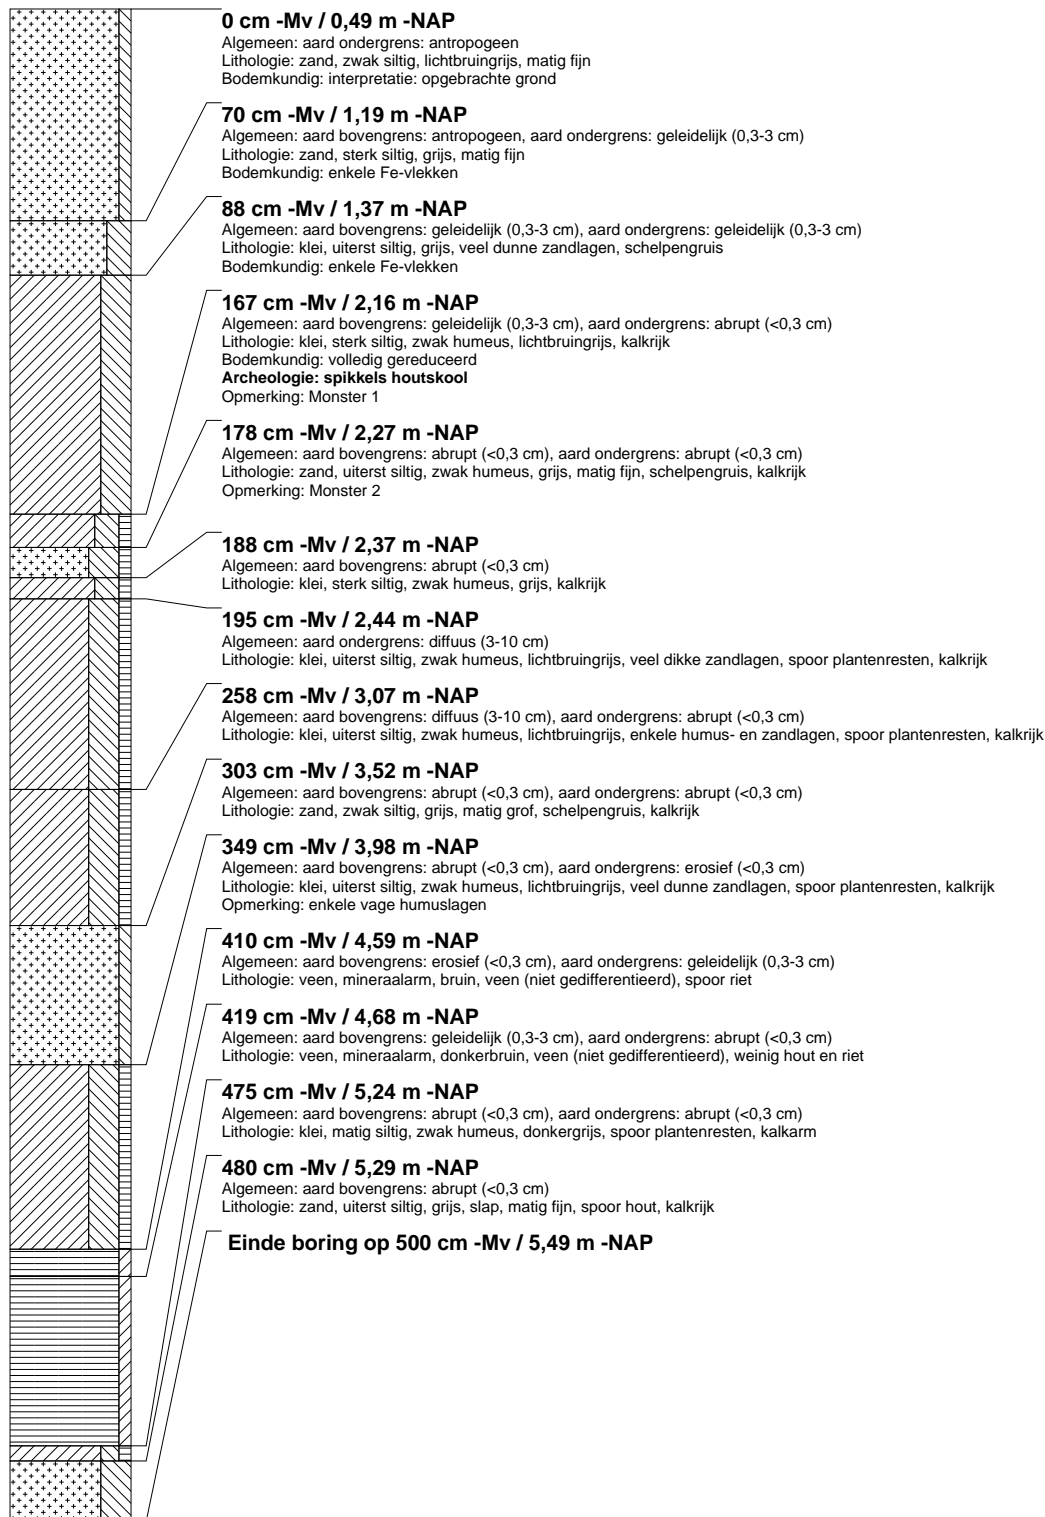 0 cm -Mv / 0,49 m -NAP
Algemeen: aard ondergrens: antropogeen
Lithologie: zand, zwak siltig, lichtbruingrijs, matig fijn
Bodemkundig: interpretatie: opgebrachte grond
70 cm -Mv / 1,19 m -NAP
Algemeen: aard bovengrens: antropogeen, aard ondergrens: geleidelijk (0,3-3 cm)
Lithologie: zand, sterk siltig, grijs, matig fijn
Bodemkundig: enkele Fe-vlekken
88 cm -Mv / 1,37 m -NAP
Algemeen: aard bovengrens: geleidelijk (0,3-3 cm), aard ondergrens: geleidelijk (0,3-3 cm)
Lithologie: klei, uiterst siltig, grijs, veel dunne zandlagen, schelpengruis
Bodemkundig: enkele Fe-vlekken
167 cm -Mv / 2,16 m -NAP
Algemeen: aard bovengrens: geleidelijk (0,3-3 cm), aard ondergrens: abrupt (<0,3 cm)
Lithologie: klei, sterk siltig, zwak humeus, lichtbruingrijs, kalkrijk
Bodemkundig: volledig gereduceerd
Archeologie: spikkels houtskool
Opmerking: Monster 1
178 cm -Mv / 2,27 m -NAP
Algemeen: aard bovengrens: abrupt (<0,3 cm), aard ondergrens: abrupt (<0,3 cm)
Lithologie: zand, uiterst siltig, zwak humeus, grijs, matig fijn, schelpengruis, kalkrijk
Opmerking: Monster 2
188 cm -Mv / 2,37 m -NAP
Algemeen: aard bovengrens: abrupt (<0,3 cm)
Lithologie: klei, sterk siltig, zwak humeus, grijs, kalkrijk
195 cm -Mv / 2,44 m -NAP
Algemeen: aard ondergrens: diffuus (3-10 cm)
Lithologie: klei, uiterst siltig, zwak humeus, lichtbruingrijs, veel dikke zandlagen, spoor plantenresten, kalkrijk
258 cm -Mv / 3,07 m -NAP
Algemeen: aard bovengrens: diffuus (3-10 cm), aard ondergrens: abrupt (<0,3 cm)
Lithologie: klei, uiterst siltig, zwak humeus, lichtbruingrijs, enkele humus- en zandlagen, spoor plantenresten, kalkrijk
303 cm -Mv / 3,52 m -NAP
Algemeen: aard bovengrens: abrupt (<0,3 cm), aard ondergrens: abrupt (<0,3 cm)
Lithologie: zand, zwak siltig, grijs, matig grof, schelpengruis, kalkrijk
349 cm -Mv / 3,98 m -NAP
Algemeen: aard bovengrens: abrupt (<0,3 cm), aard ondergrens: erosief (<0,3 cm)
Lithologie: klei, uiterst siltig, zwak humeus, lichtbruingrijs, veel dunne zandlagen, spoor plantenresten, kalkrijk
Opmerking: enkele vage humuslagen
410 cm -Mv / 4,59 m -NAP
Algemeen: aard bovengrens: erosief (<0,3 cm), aard ondergrens: geleidelijk (0,3-3 cm)
Lithologie: veen, mineraalarm, bruin, veen (niet gedifferentieerd), spoor riet
419 cm -Mv / 4,68 m -NAP
Algemeen: aard bovengrens: geleidelijk (0,3-3 cm), aard ondergrens: abrupt (<0,3 cm)
Lithologie: veen, mineraalarm, donkerbruin, veen (niet gedifferentieerd), weinig hout en riet
475 cm -Mv / 5,24 m -NAP
Algemeen: aard bovengrens: abrupt (<0,3 cm), aard ondergrens: abrupt (<0,3 cm)
Lithologie: klei, matig siltig, zwak humeus, donkergrijs, spoor plantenresten, kalkarm
480 cm -Mv / 5,29 m -NAP
Algemeen: aard bovengrens: abrupt (<0,3 cm)
Lithologie: zand, uiterst siltig, grijs, slap, matig fijn, spoor hout, kalkrijk
Einde boring op 500 cm -Mv / 5,49 m -NAP